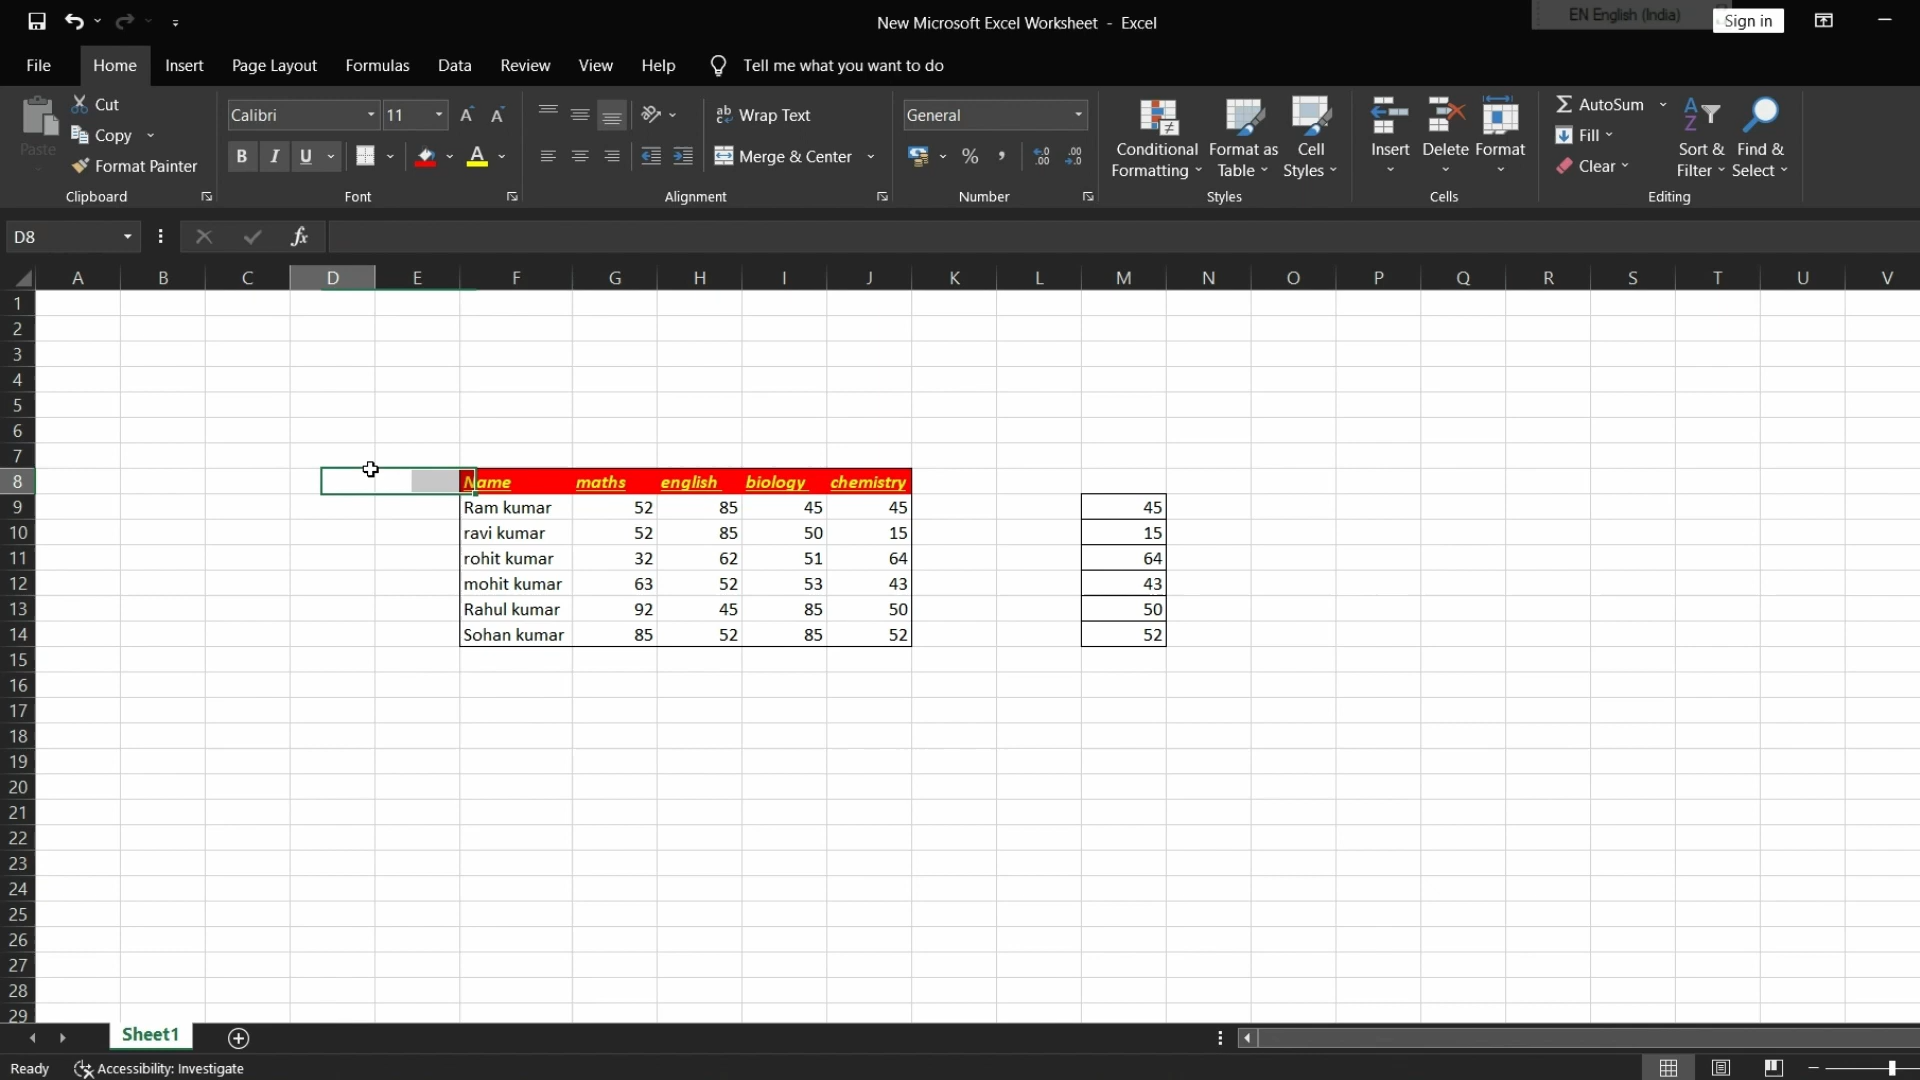 New Microsoft Excel Worksheet - Excel
EN English (India)
Sign in
File Home Insert Page Layout Formulas Data Review View Help Tell me what you want to do
Paste
Cut
Copy
Format Painter
Clipboard
Calibri 11
B I U
Font
Wrap Text
Merge & Center
Alignment
General
% ,
Number
Conditional Formatting
Format as Table
Cell Styles
Styles
Insert Delete Format
Cells
AutoSum
Fill
Clear
Sort & Filter
Find & Select
Editing
D8 fx
A B C D E F G H I J K L M N O P Q R S T U V
1
2
3
4
5
6
7
8 Name maths english biology chemistry
9 Ram kumar 52 85 45 45 45
10 ravi kumar 52 85 50 15 15
11 rohit kumar 32 62 51 64 64
12 mohit kumar 63 52 53 43 43
13 Rahul kumar 92 45 85 50 50
14 Sohan kumar 85 52 85 52 52
15
16
17
18
19
20
21
22
23
24
25
26
27
28
29
Sheet1
Ready Accessibility: Investigate